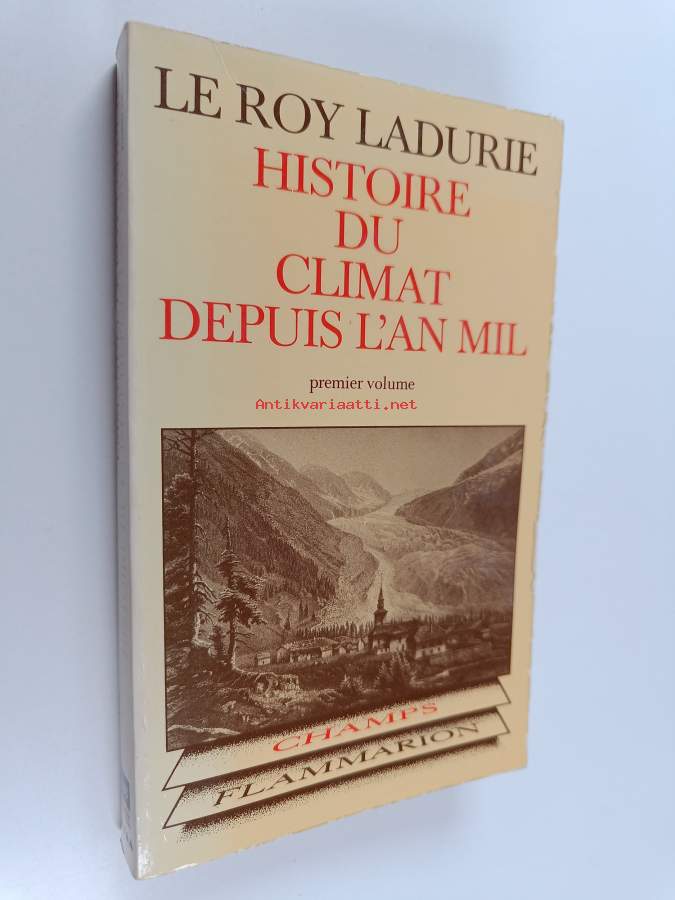 LE ROY LADURIE
HISTOIRE
DU
CLIMAT
DEPUIS L'AN MIL
premier volume
Antikvariaatti.net
CHAMPS
FLAMMARION